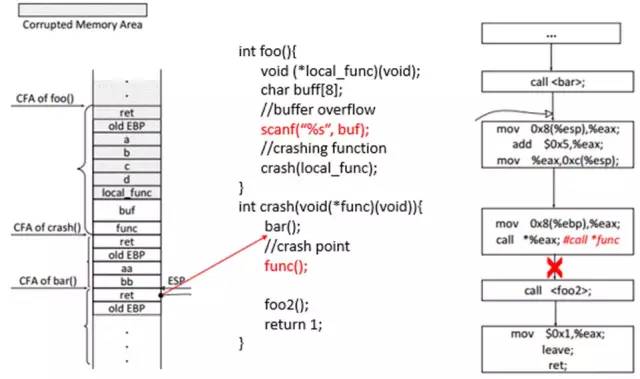 Corrupted Memory Area
CFA of foo()
ret
old EBP
a
b
c
d
local_func
buf
CFA of crash()
func
ret
old EBP
aa
CFA of bar()
bb
ESP
ret
old EBP
int foo(){
void (*local_func)(void);
char buff[8];
//buffer overflow
scanf("%s", buf);
//crashing function
crash(local_func);
}
int crash(void(*func)(void)){
bar();
//crash point
func();
foo2();
return 1;
}
...
call <bar>;
mov 0x8(%esp),%eax;
add $0x5,%eax;
mov %eax,0xc(%esp);
mov 0x8(%ebp),%eax;
call *%eax; #call *func
call <foo2>;
mov $0x1,%eax;
leave;
ret;